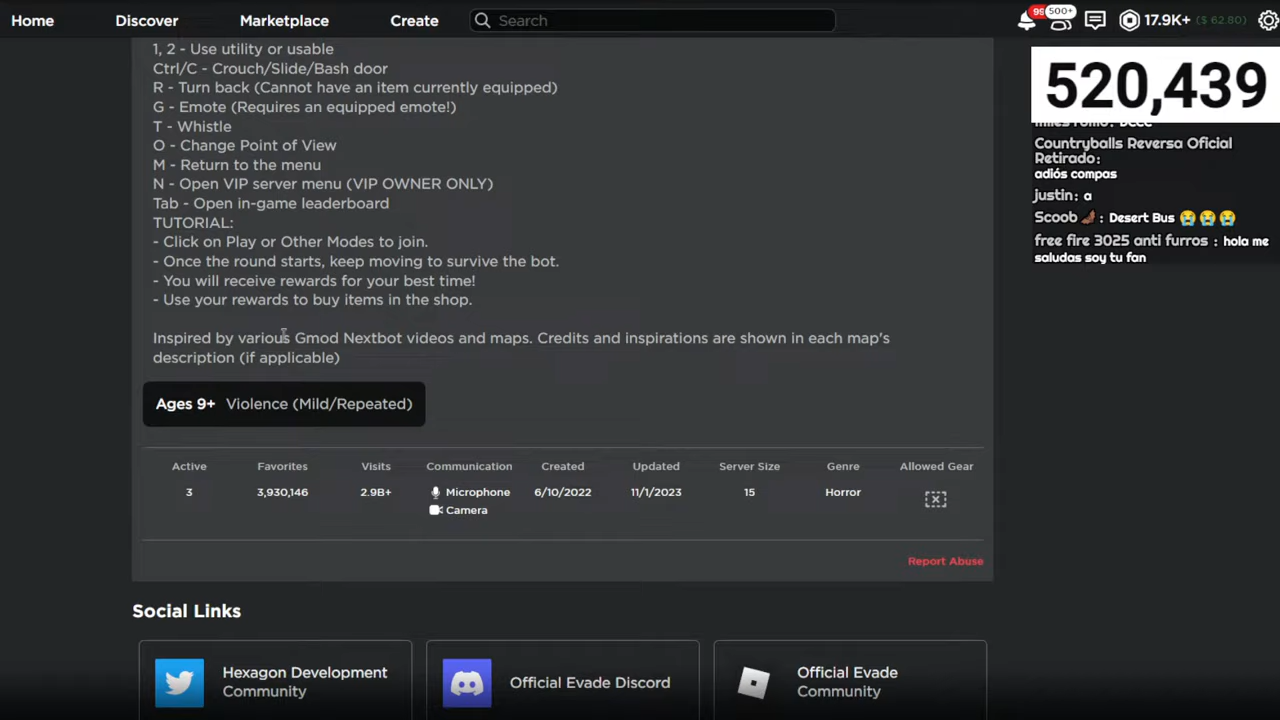 Home Discover Marketplace Create Search 99 500+ 17.9K+ ($ 62.80)
1, 2 - Use utility or usable
Ctrl/C - Crouch/Slide/Bash door
R - Turn back (Cannot have an item currently equipped)
G - Emote (Requires an equipped emote!)
T - Whistle
O - Change Point of View
M - Return to the menu
N - Open VIP server menu (VIP OWNER ONLY)
Tab - Open in-game leaderboard
TUTORIAL:
- Click on Play or Other Modes to join.
- Once the round starts, keep moving to survive the bot.
- You will receive rewards for your best time!
- Use your rewards to buy items in the shop.
Inspired by various Gmod Nextbot videos and maps. Credits and inspirations are shown in each map's
description (if applicable)
Ages 9+ Violence (Mild/Repeated)
Active Favorites Visits Communication Created Updated Server Size Genre Allowed Gear
3 3,930,146 2.9B+ Microphone 6/10/2022 11/1/2023 15 Horror
Camera
Report Abuse
Social Links
Hexagon Development
Community
Official Evade Discord
Official Evade
Community
520,439
Countryballs Reversa Oficial
Retirado:
adiós compas
justin: a
Scoob : Desert Bus 😭😭😭
free fire 3025 anti furros : hola me
saludas soy tu fan